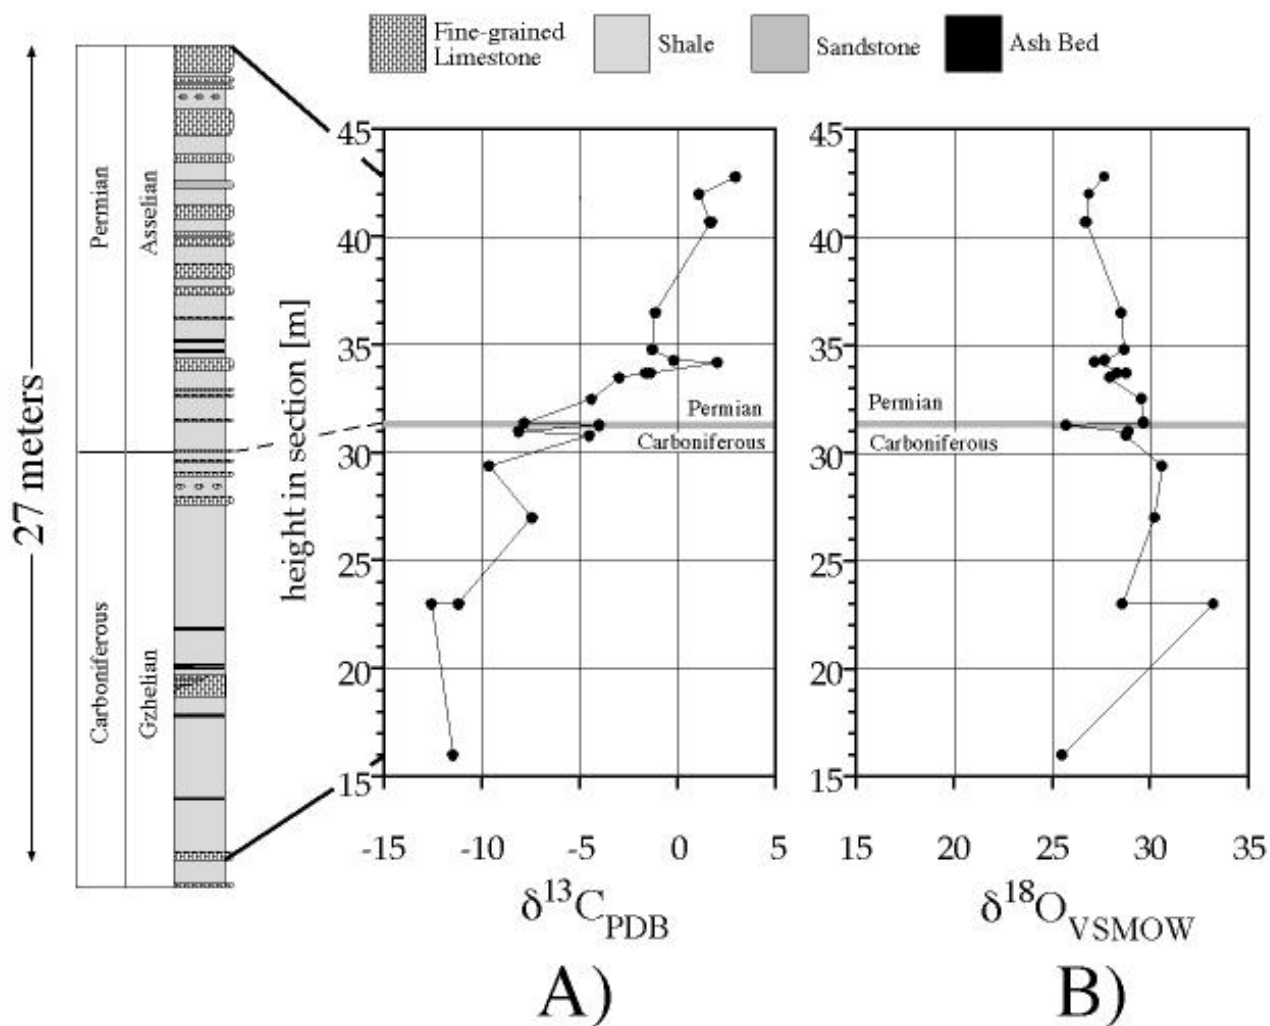 Fine-grained
Limestone
Shale
Sandstone
Ash Bed
27 meters
Permian
Asselian
Carboniferous
Gzhelian
height in section [m]
45
40
35
30
25
20
15
Permian
Carboniferous
-15 -10 -5 0 5
δ13CPDB
A)
45
40
35
30
25
20
15
Permian
Carboniferous
15 20 25 30 35
δ18OVSMOW
B)